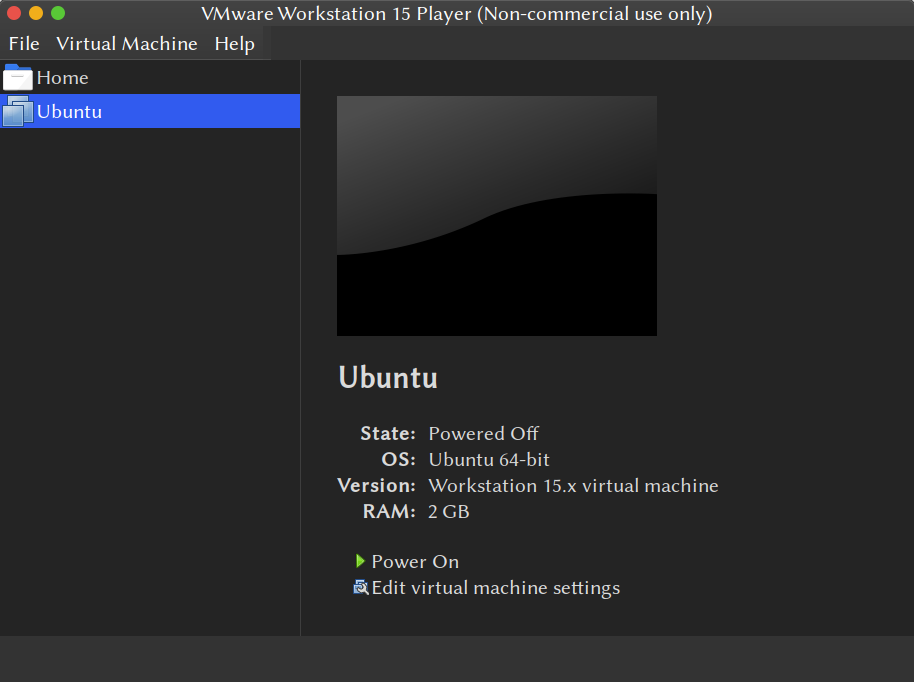 VMware Workstation 15 Player (Non-commercial use only)
File Virtual Machine Help
Home
Ubuntu
Ubuntu
State: Powered Off
OS: Ubuntu 64-bit
Version: Workstation 15.x virtual machine
RAM: 2 GB
Power On
Edit virtual machine settings